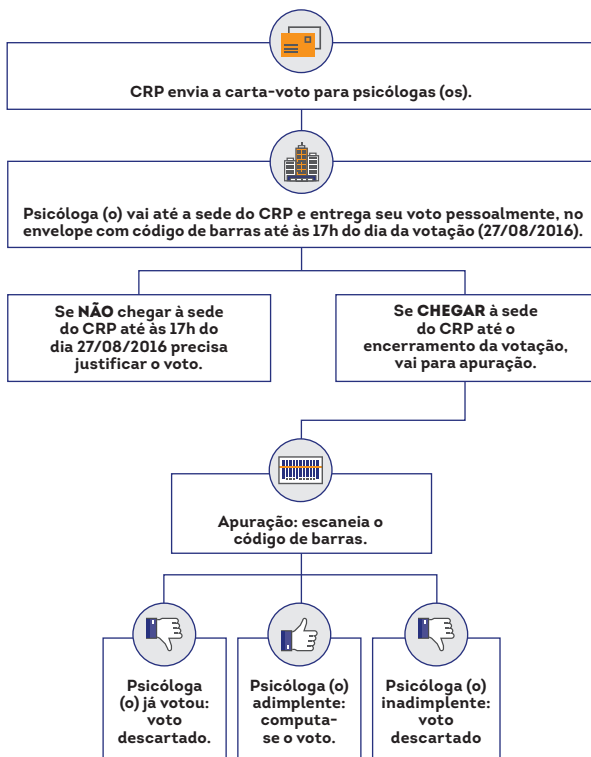 CRP envia a carta-voto para psicólogas (os).
Psicóloga (o) vai até a sede do CRP e entrega seu voto pessoalmente, no
envelope com código de barras até às 17h do dia da votação (27/08/2016).
Se NÃO chegar à sede
do CRP até às 17h do
dia 27/08/2016 precisa
justificar o voto.
Se CHEGAR à sede
do CRP até o
encerramento da votação,
vai para apuração.
Apuração: escaneia o
código de barras.
Psicóloga
(o) já votou:
voto
descartado.
Psicóloga (o)
adimplente:
computa-
se o voto.
Psicóloga (o)
inadimplente:
voto
descartado